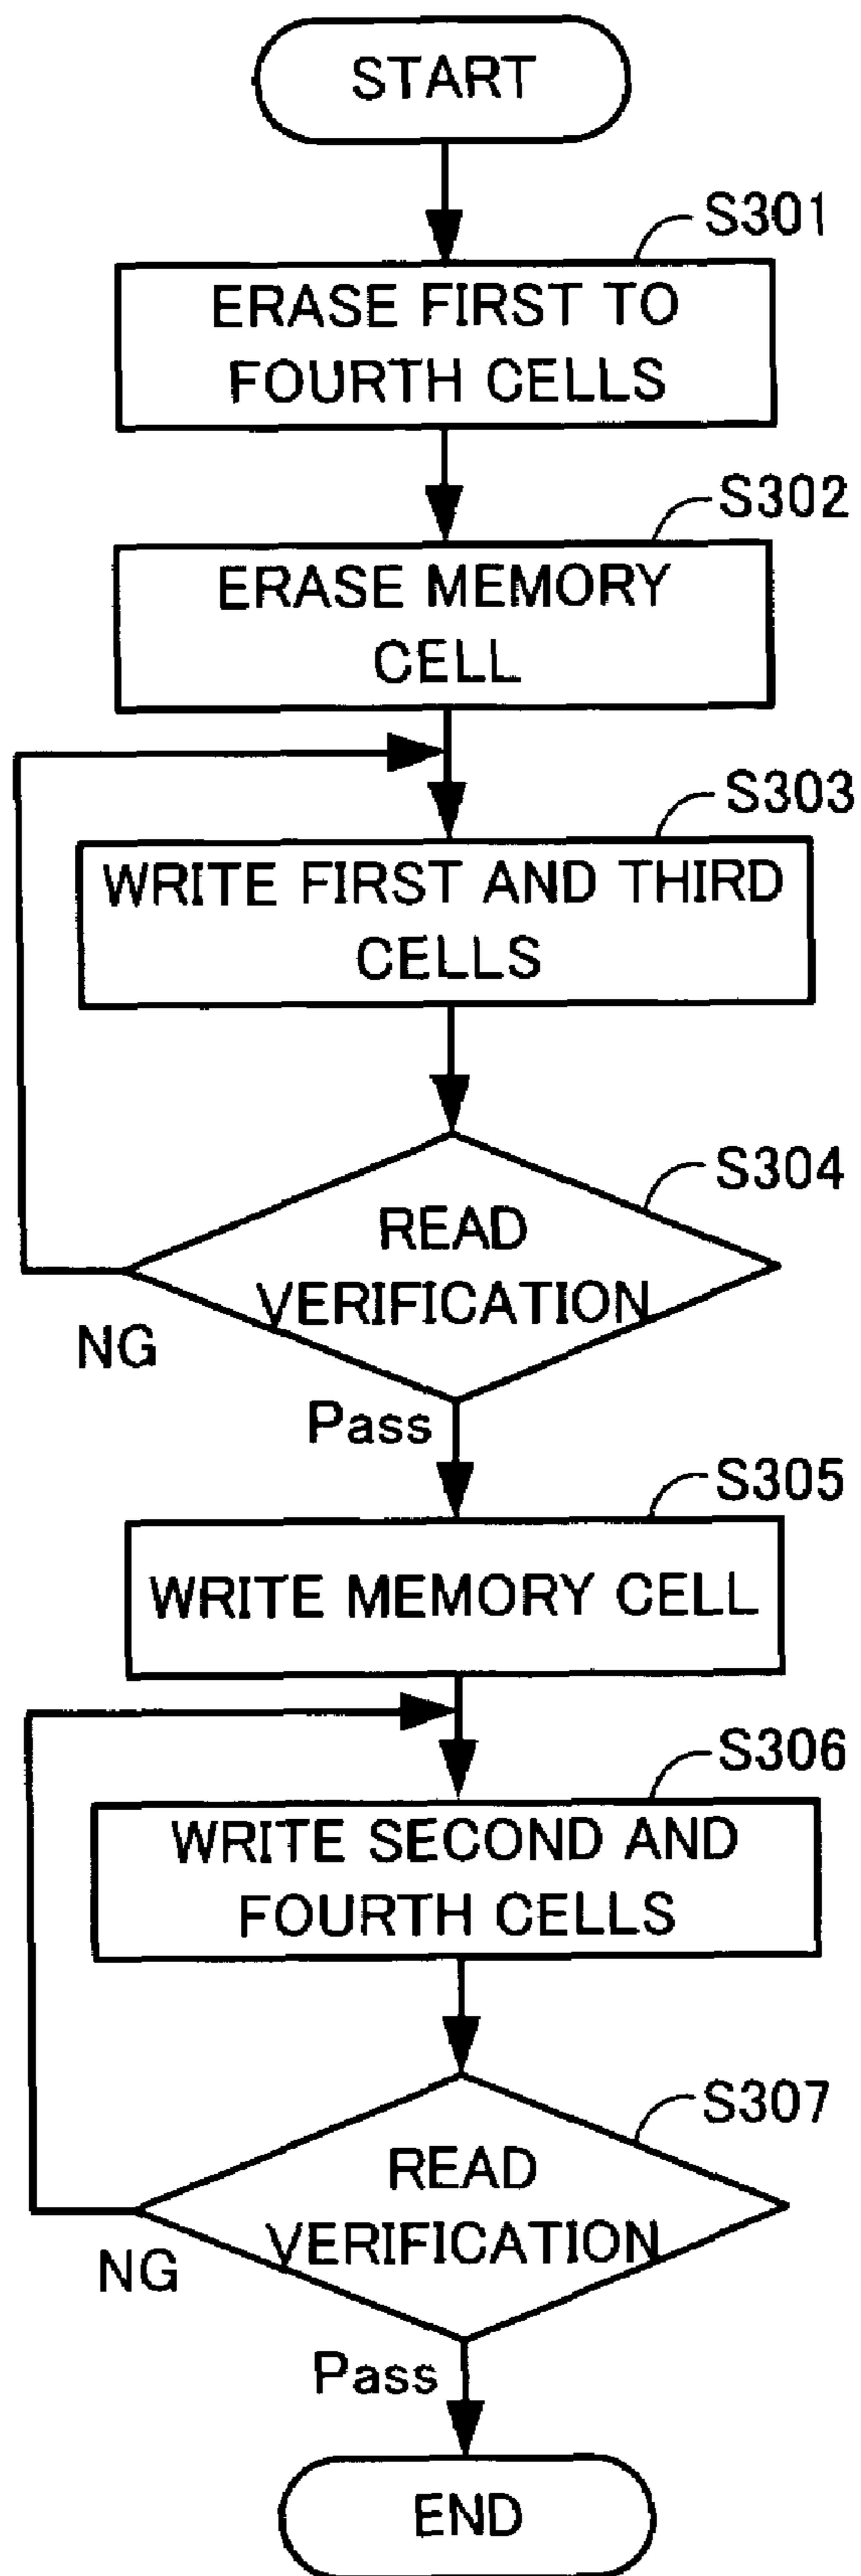 START
S301
ERASE FIRST TO
FOURTH CELLS
S302
ERASE MEMORY
CELL
S303
WRITE FIRST AND THIRD
CELLS
S304
READ
VERIFICATION
NG
Pass
S305
WRITE MEMORY CELL
S306
WRITE SECOND AND
FOURTH CELLS
S307
READ
VERIFICATION
NG
Pass
END